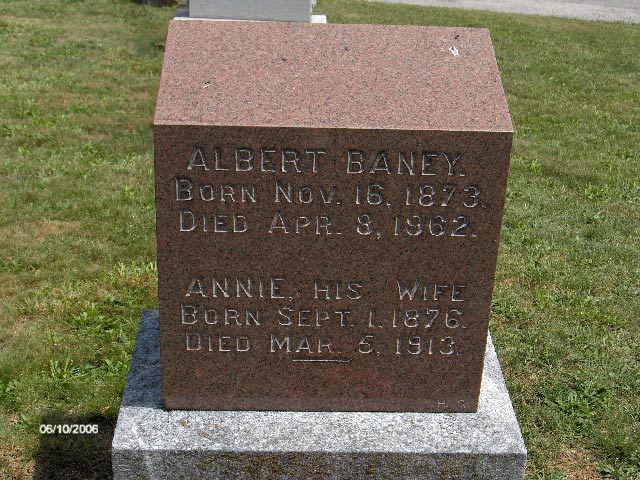 ALBERT BANEY.
BORN NOV. 16, 1873.
DIED APR. 8, 1962.
ANNIE, HIS WIFE
BORN SEPT. 1, 1876.
DIED MAR. 5, 1913.
H. G.
06/10/2006